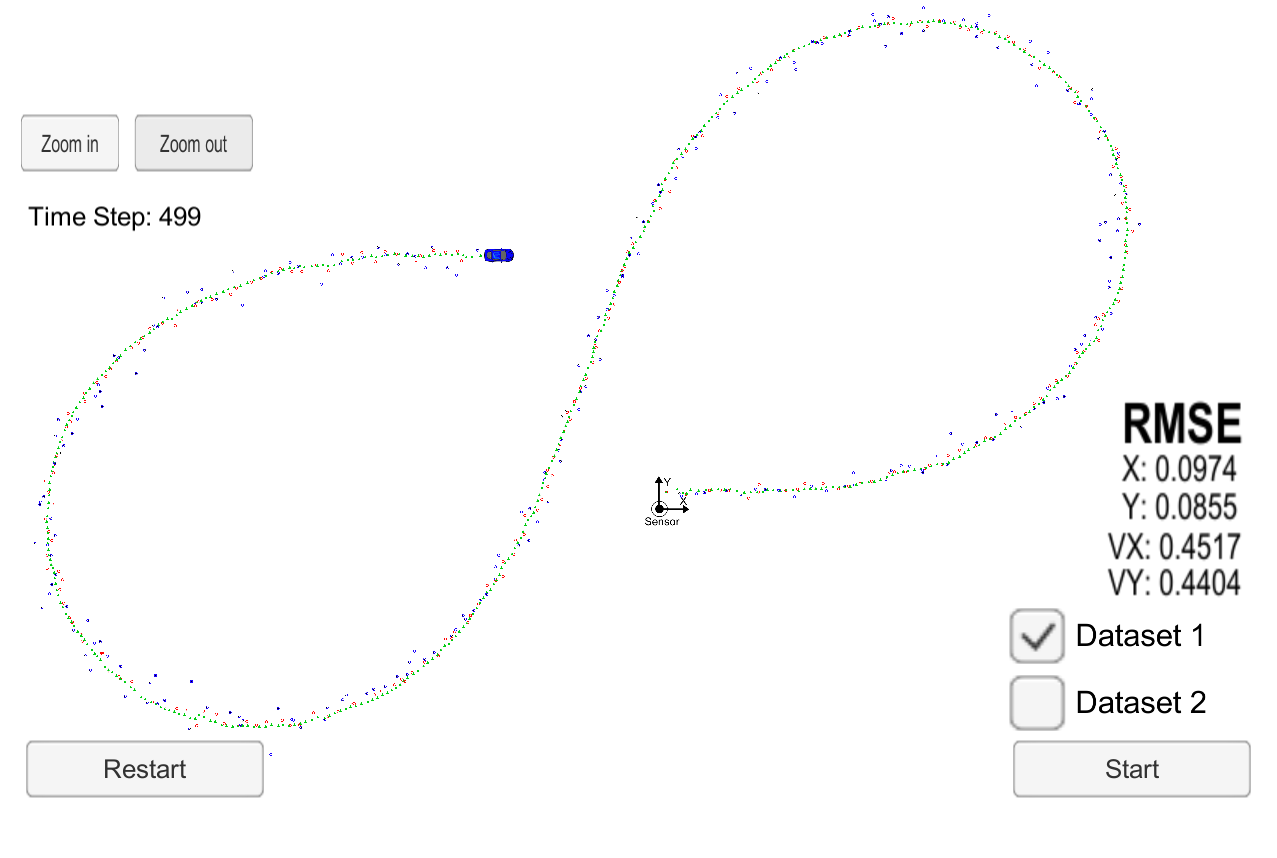 Zoom in
Zoom out
Time Step: 499
Y
X
Sensor
RMSE
X: 0.0974
Y: 0.0855
VX: 0.4517
VY: 0.4404
Dataset 1
Dataset 2
Restart
Start